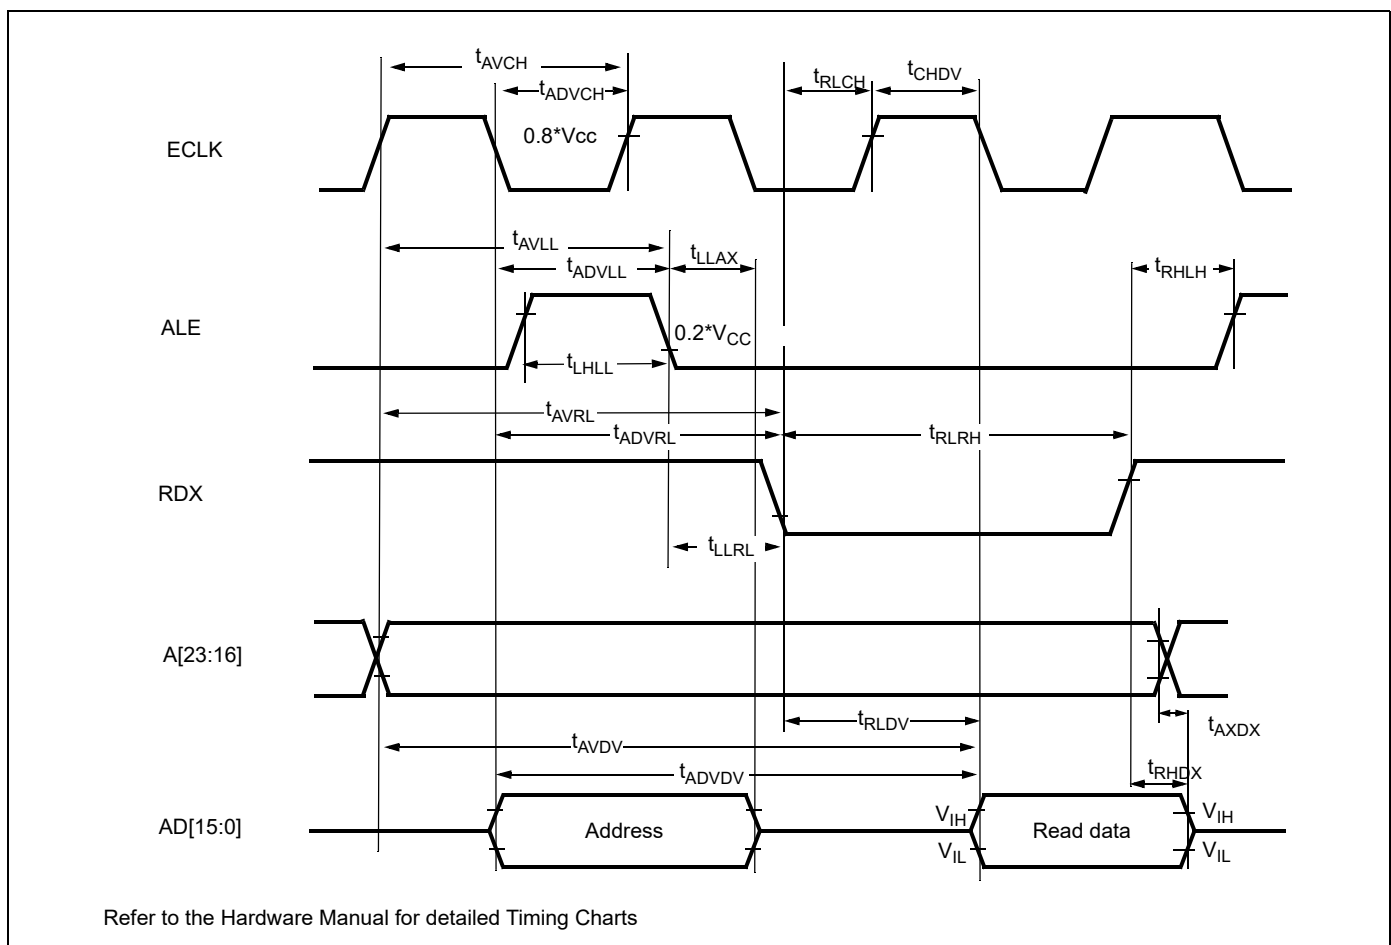 tAVCH
tADVCH
tRLCH
tCHDV
0.8*Vcc
ECLK
tAVLL
tADVLL
tLLAX
tRHLH
ALE
0.2*VCC
tLHLL
tAVRL
tADVRL
tRLRH
RDX
tLLRL
A[23:16]
tRLDV
tAXDX
tAVDV
tADVDV
tRHDX
AD[15:0]
Address
VIH
VIL
Read data
VIH
VIL
Refer to the Hardware Manual for detailed Timing Charts